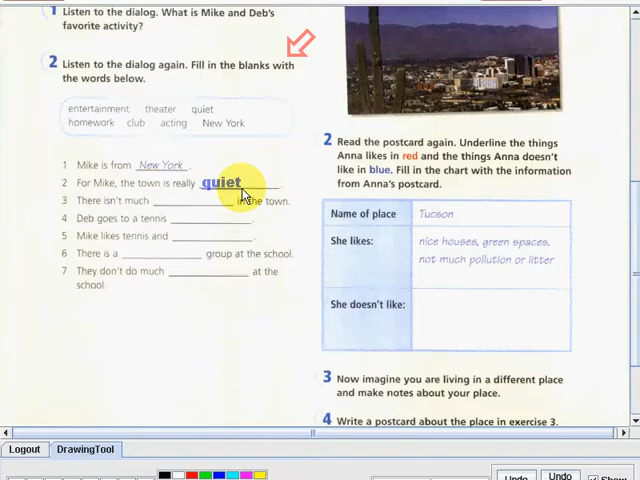 1 Listen to the dialog. What is Mike and Deb's
favorite activity?
2 Listen to the dialog again. Fill in the blanks with
the words below.
entertainment theater quiet
homework club acting New York
1 Mike is from New York .
2 For Mike, the town is really quiet .
3 There isn't much ____________ in the town.
4 Deb goes to a tennis ____________ .
5 Mike likes tennis and ____________ .
6 There is a ____________ group at the school.
7 They don't do much ____________ at the
school.
2 Read the postcard again. Underline the things
Anna likes in red and the things Anna doesn't
like in blue. Fill in the chart with the information
from Anna's postcard.
Name of place Tucson
She likes: nice houses, green spaces,
not much pollution or litter
She doesn't like:
3 Now imagine you are living in a different place
and make notes about your place.
4 Write a postcard about the place in exercise 3.
Logout DrawingTool
Undo Undo Show